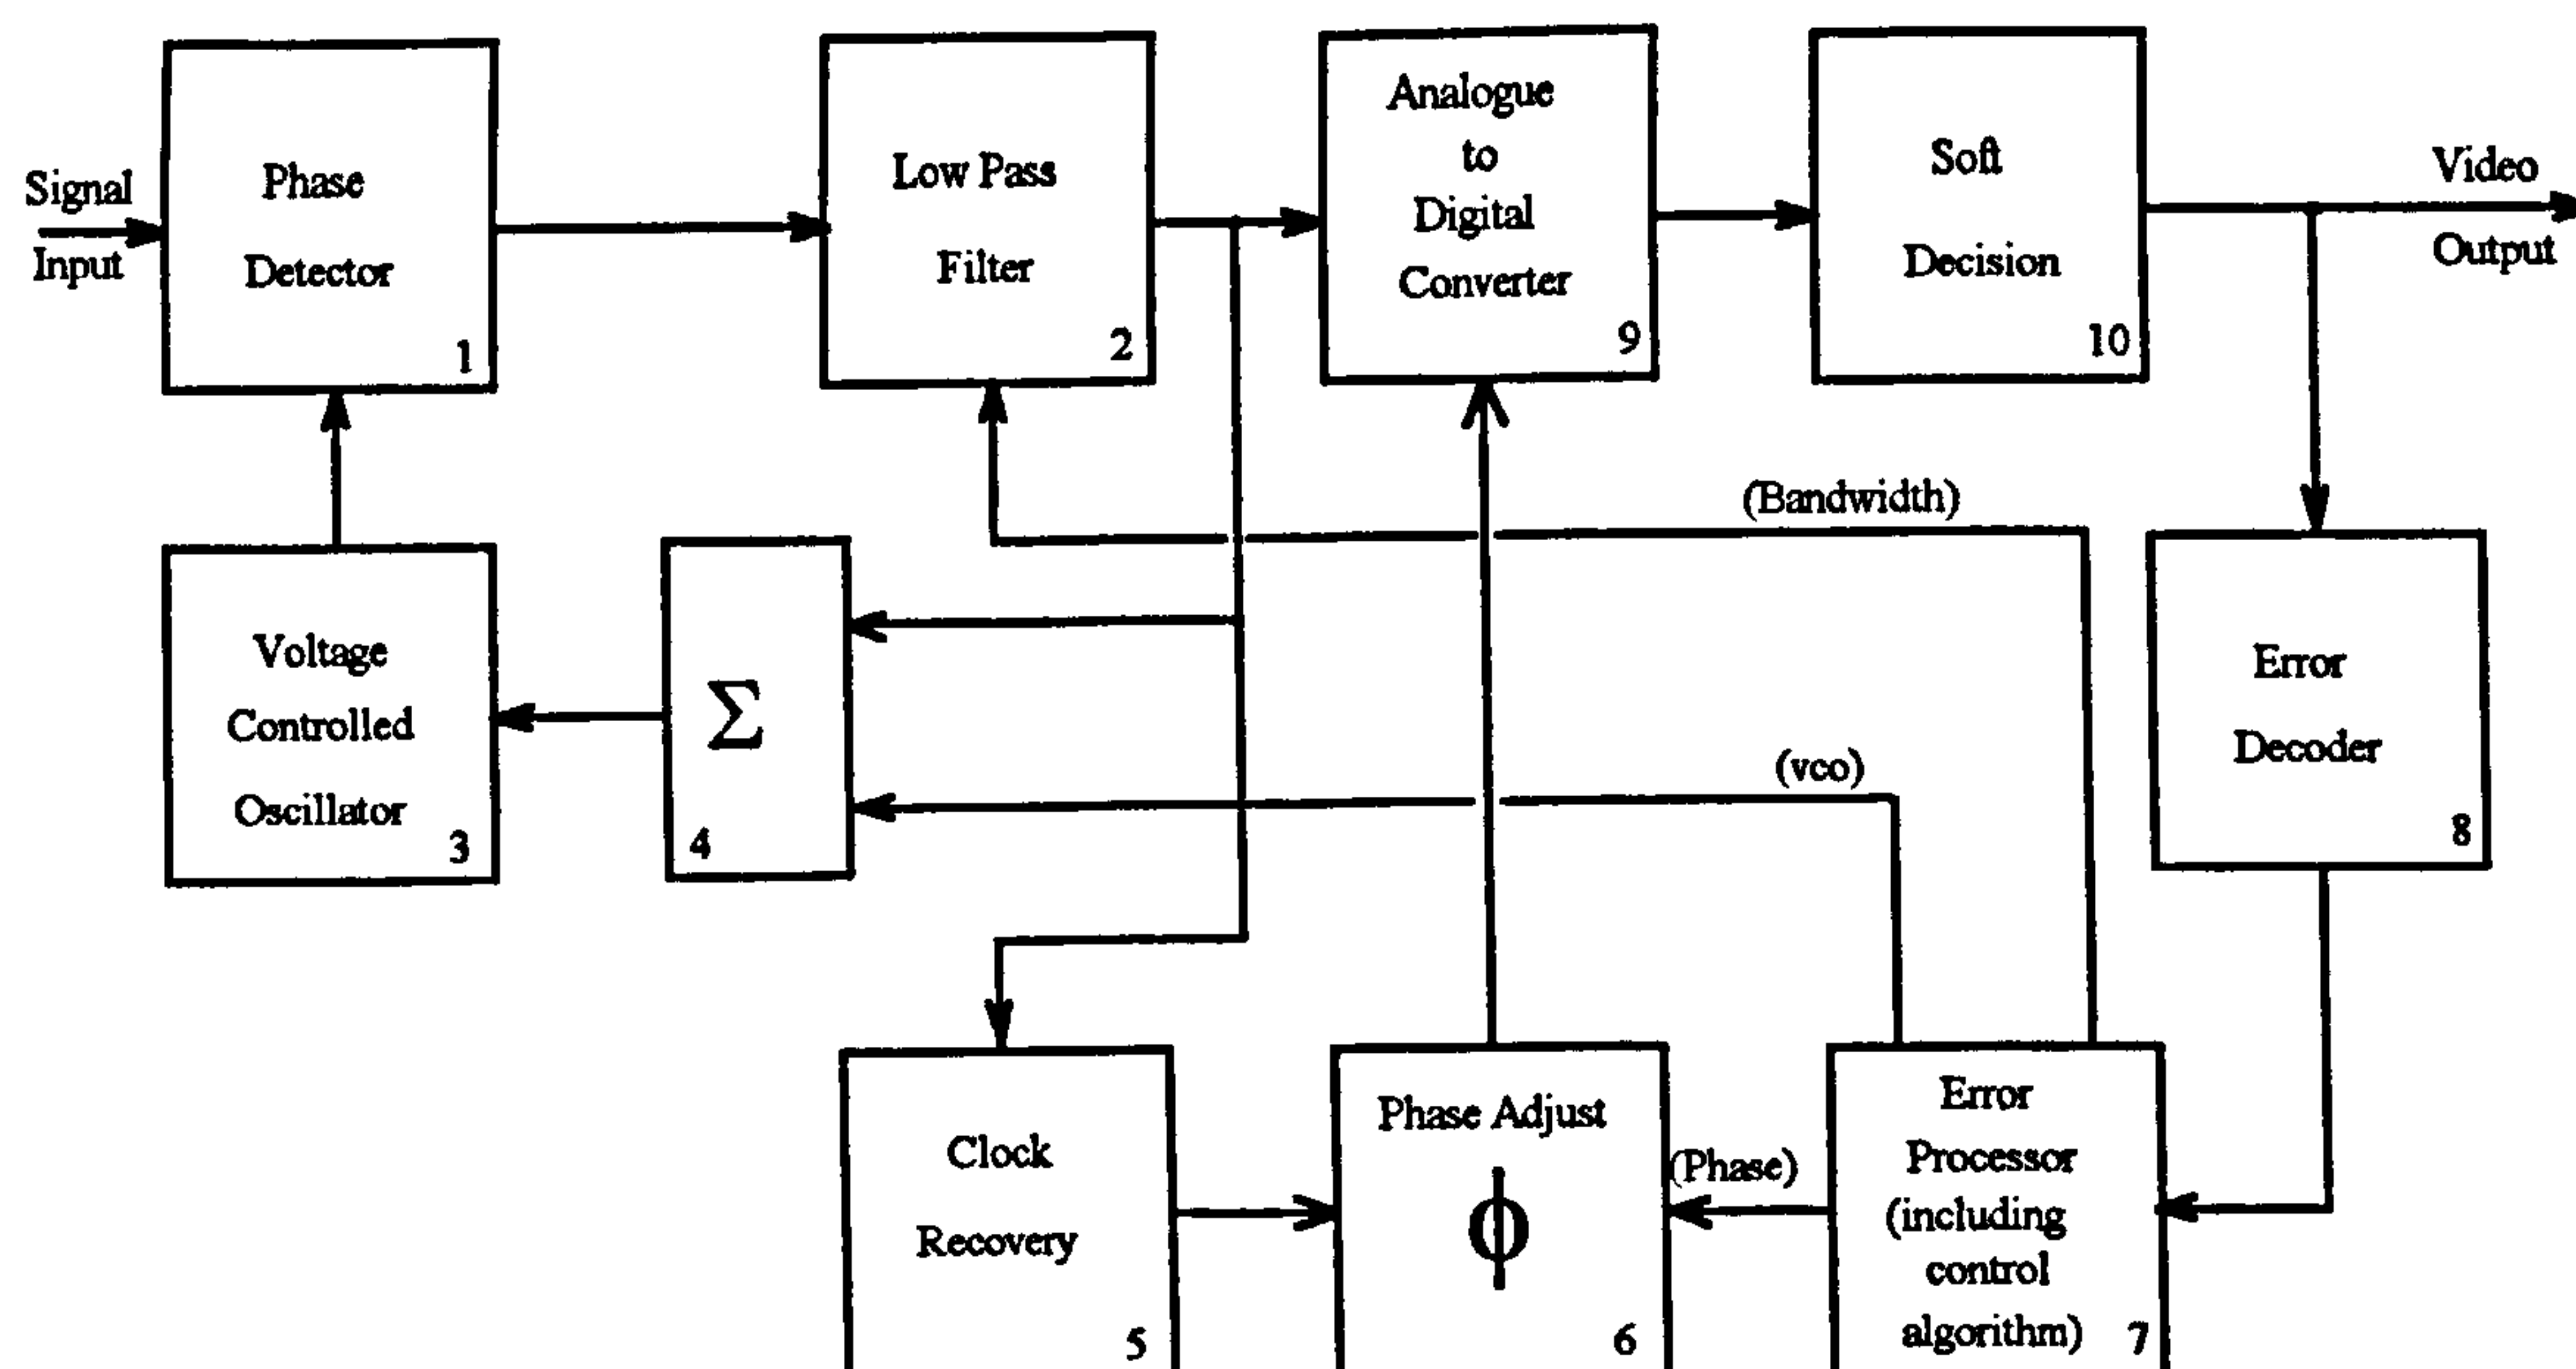 Signal
Input
Phase
Detector
1
Low Pass
Filter
2
Analogue
to
Digital
Converter
9
Soft
Decision
10
Video
Output
(Bandwidth)
Voltage
Controlled
Oscillator
3
Σ
4
(vco)
Error
Decoder
8
Clock
Recovery
5
Phase Adjust
ϕ
6
(Phase)
Error
Processor
(including
control
algorithm)
7